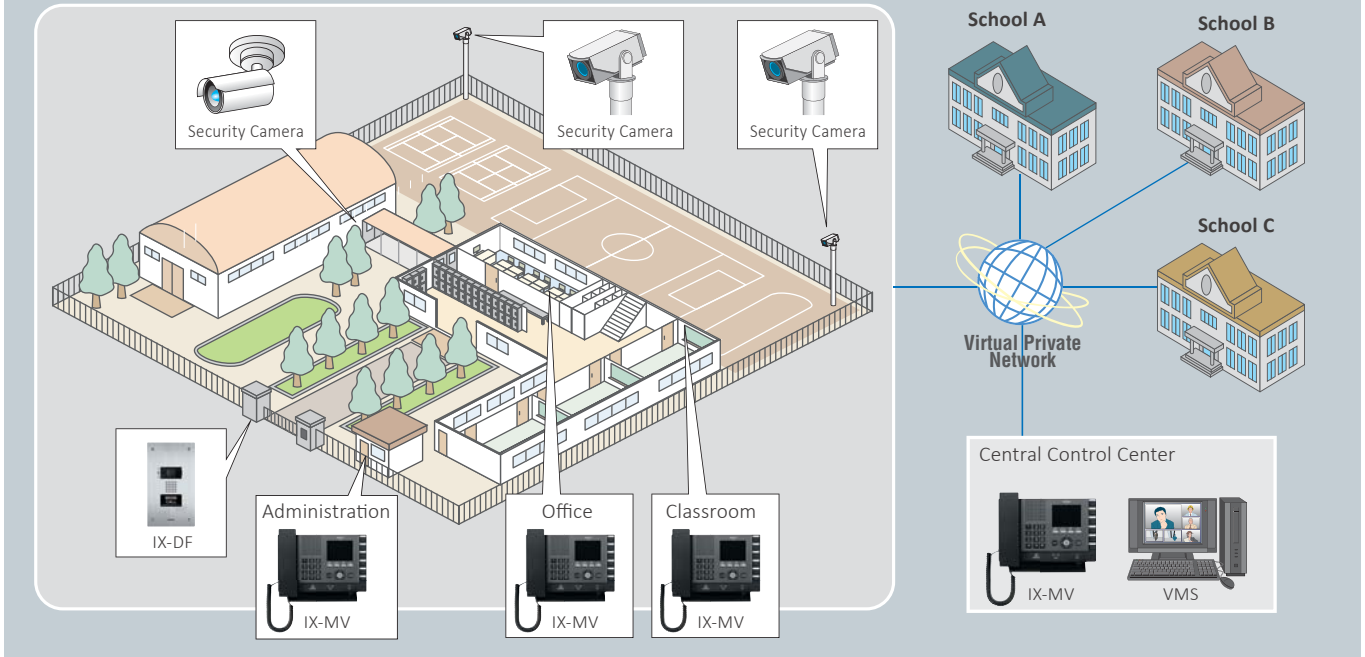 Security Camera
Security Camera
Security Camera
School A
School B
School C
Virtual Private
Network
IX-DF
Administration
IX-MV
Office
IX-MV
Classroom
IX-MV
Central Control Center
IX-MV
VMS